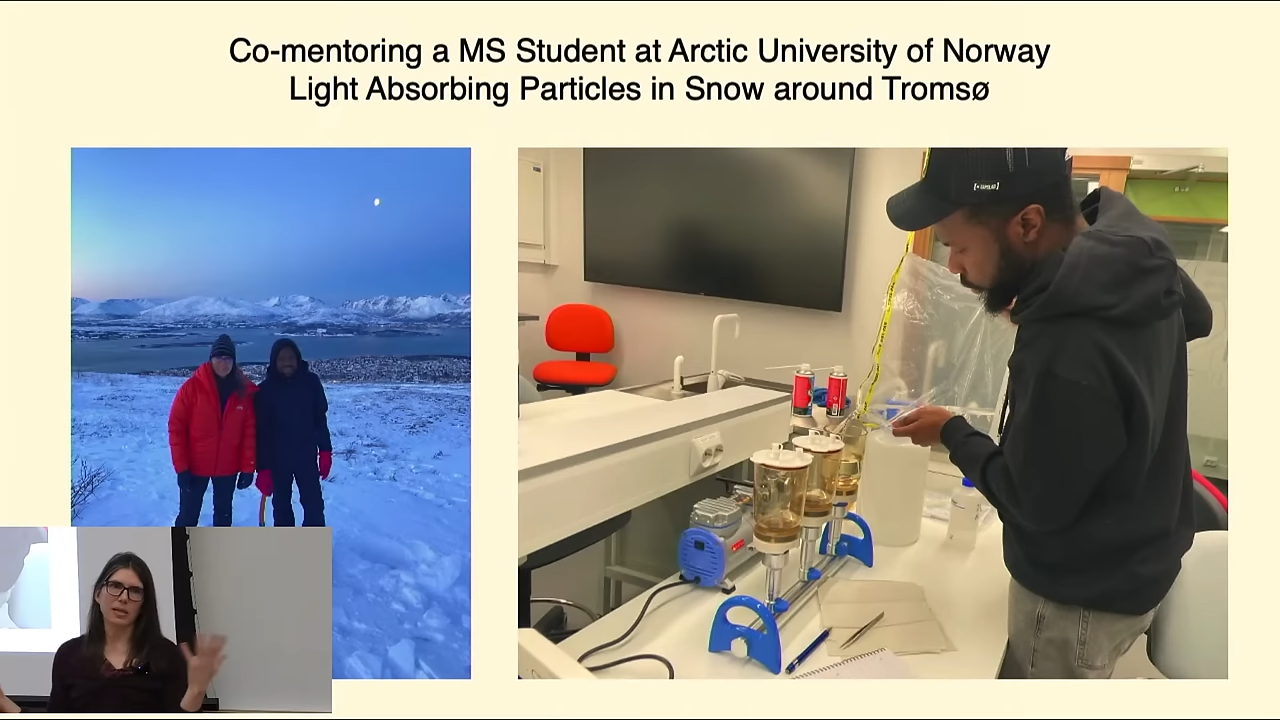 Co-mentoring a MS Student at Arctic University of Norway
Light Absorbing Particles in Snow around Tromsø